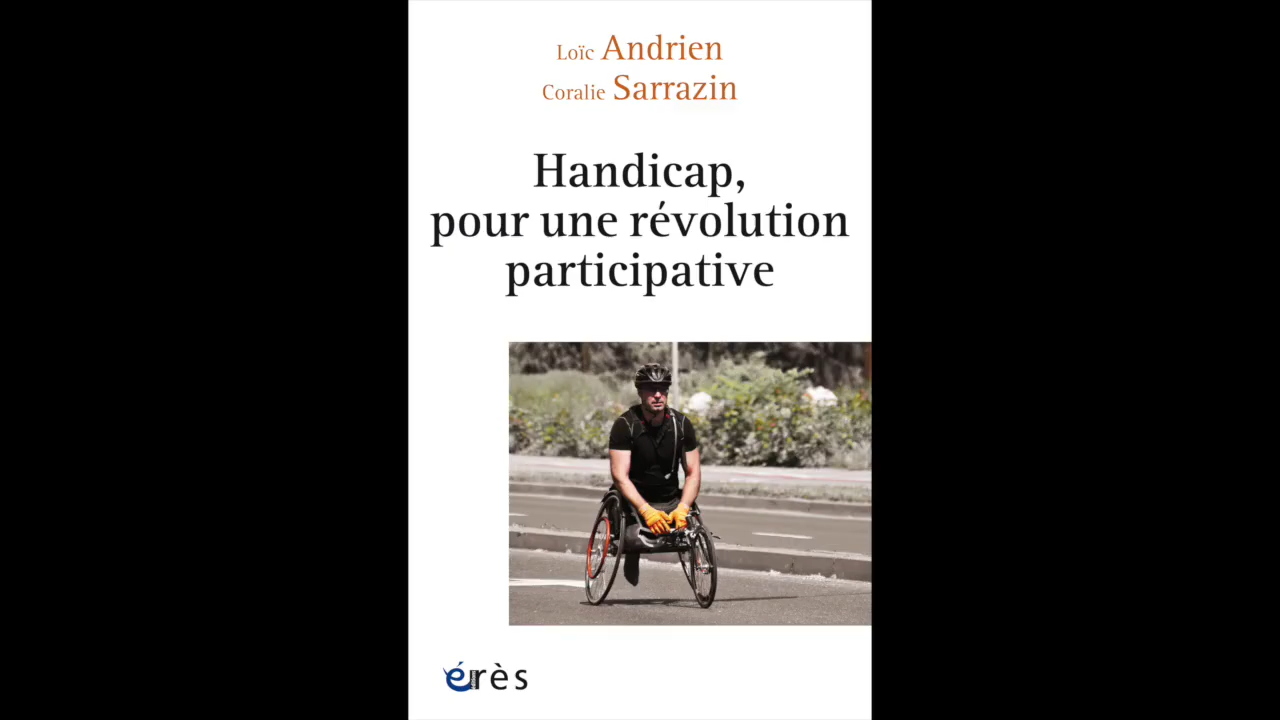 Loïc Andrien
Coralie Sarrazin
Handicap,
pour une révolution
participative
érès